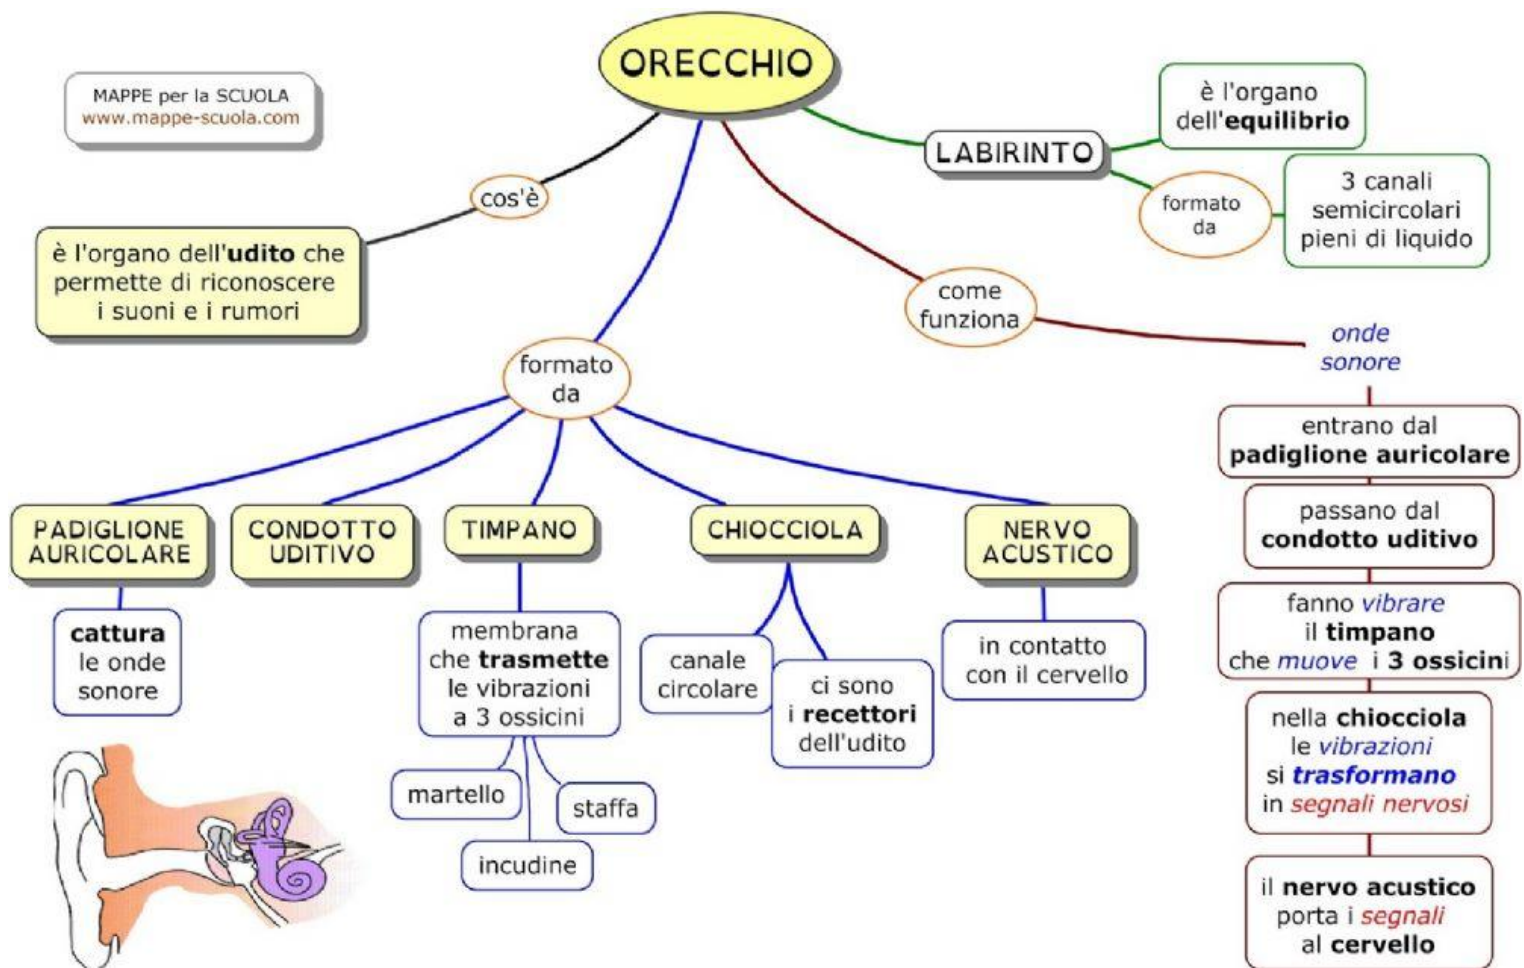 ORECCHIO
MAPPE per la SCUOLA
www.mappe-scuola.com
cos'è
è l'organo dell'udito che
permette di riconoscere
i suoni e i rumori
LABIRINTO
è l'organo
dell'equilibrio
formato
da
3 canali
semicircolari
pieni di liquido
formato
da
PADIGLIONE
AURICOLARE
cattura
le onde
sonore
CONDOTTO
UDITIVO
TIMPANO
membrana
che trasmette
le vibrazioni
a 3 ossicini
martello
incudine
staffa
CHIOCCIOLA
canale
circolare
ci sono
i recettori
dell'udito
NERVO
ACUSTICO
in contatto
con il cervello
come
funziona
onde
sonore
entrano dal
padiglione auricolare
passano dal
condotto uditivo
fanno vibrare
il timpano
che muove i 3 ossicini
nella chiocciola
le vibrazioni
si trasformano
in segnali nervosi
il nervo acustico
porta i segnali
al cervello